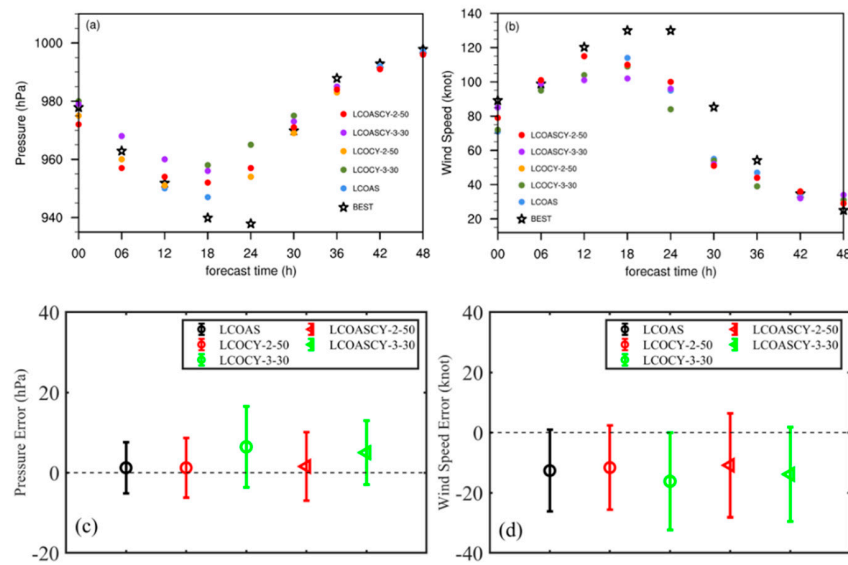 (a)
1000
980
960
940
Pressure (hPa)
LCOASCY-2-50
LCOASCY-3-30
LCOCY-2-50
LCOCY-3-30
LCOAS
BEST
00 06 12 18 24 30 36 42 48
forecast time (h)
(b)
140
120
100
80
60
40
20
Wind Speed (knot)
LCOASCY-2-50
LCOASCY-3-30
LCOCY-2-50
LCOCY-3-30
LCOAS
BEST
00 06 12 18 24 30 36 42 48
forecast time (h)
40
20
0
-20
Pressure Error (hPa)
LCOAS LCOASCY-2-50
LCOCY-2-50 LCOASCY-3-30
LCOCY-3-30
(c)
40
20
0
-20
-40
Wind Speed Error (knot)
LCOAS LCOASCY-2-50
LCOCY-2-50 LCOASCY-3-30
LCOCY-3-30
(d)